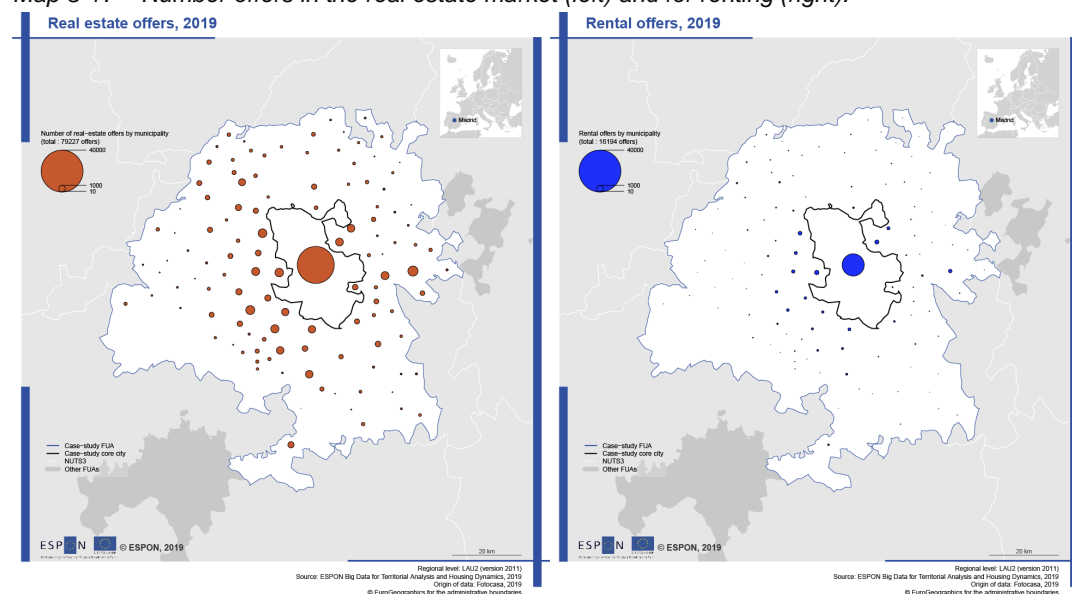 Number offers in the real estate market (left) and for renting (right).
Real estate offers, 2019
Madrid
Number of real-estate offers by municipality
(total : 79227 offers)
40000
1000
10
Case-study FUA
Case-study core city
NUTS3
Other FUAs
ESPON
© ESPON, 2019
20 km
Regional level: LAU2 (version 2011)
Source: ESPON Big Data for Territorial Analysis and Housing Dynamics, 2019
Origin of data: Fotocasa, 2019
© EuroGeographics for the administrative boundaries
Rental offers, 2019
Madrid
Rental offers by municipality
(total : 16194 offers)
40000
1000
10
Case-study FUA
Case-study core city
NUTS3
Other FUAs
ESPON
© ESPON, 2019
20 km
Regional level: LAU2 (version 2011)
Source: ESPON Big Data for Territorial Analysis and Housing Dynamics, 2019
Origin of data: Fotocasa, 2019
© EuroGeographics for the administrative boundaries